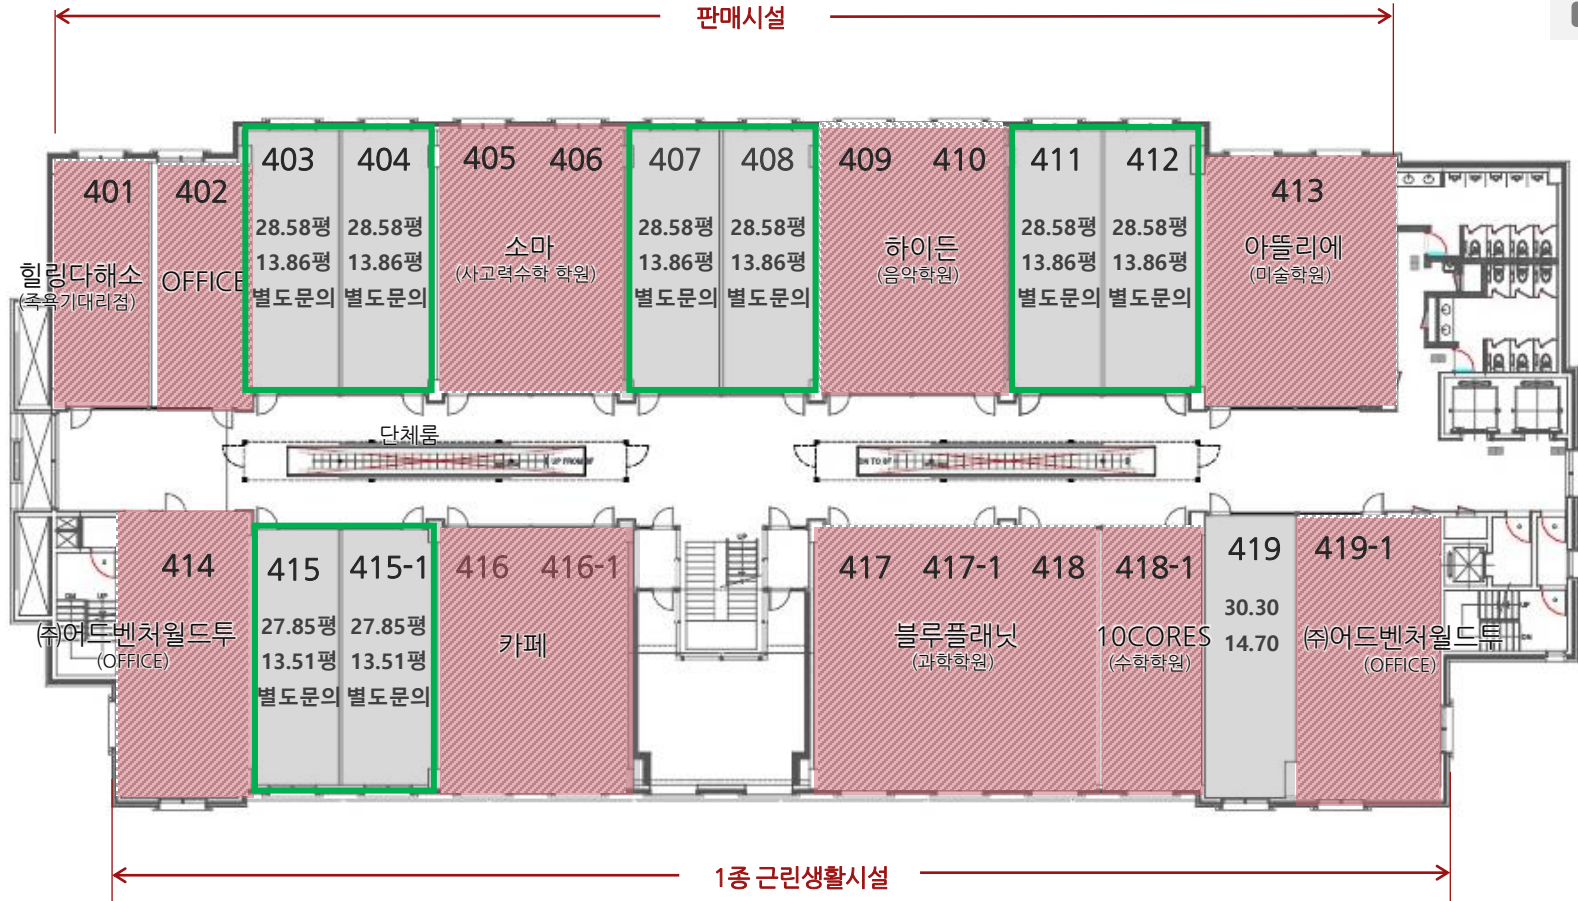 판매시설
401
힐링다해소
(족욕기대리점)
402
OFFICE
403
28.58평
13.86평
별도문의
404
28.58평
13.86평
별도문의
405 406
소마
(사고력수학 학원)
407
28.58평
13.86평
별도문의
408
28.58평
13.86평
별도문의
409 410
하이든
(음악학원)
411
28.58평
13.86평
별도문의
412
28.58평
13.86평
별도문의
413
아뜰리에
(미술학원)
단체룸
UP FROM 8F
DN TO 8F
UP
DN
UP
UP
DN
414
㈜어드벤처월드투
(OFFICE)
415
27.85평
13.51평
별도문의
415-1
27.85평
13.51평
별도문의
416 416-1
카페
417 417-1 418
블루플래닛
(과학학원)
418-1
10CORES
(수학학원)
419
30.30
14.70
419-1
㈜어드벤처월드투
(OFFICE)
1종 근린생활시설